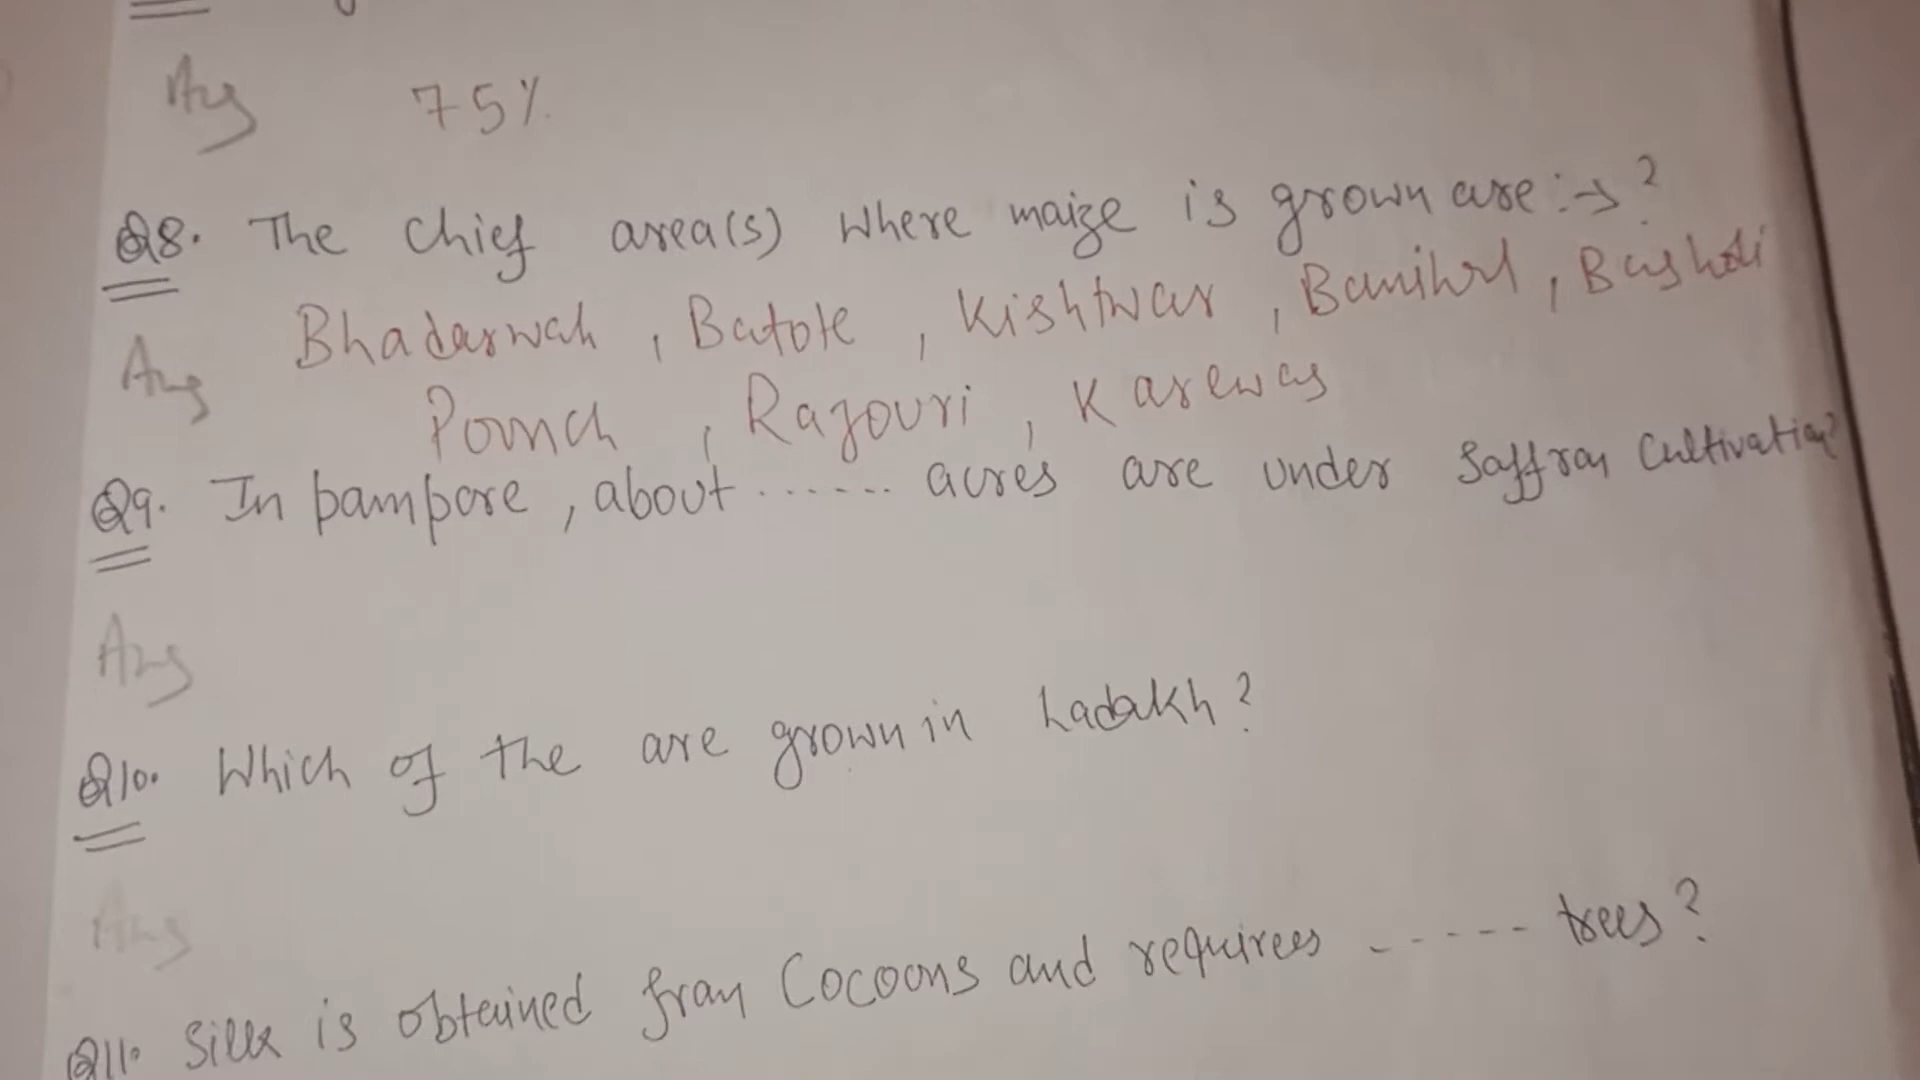 Ans 75%
Q8. The chief area(s) where maize is grown are :→ ?
Ans Bhadarwah, Batote, Kishtwar, Banihal, Basholi
Poonch, Rajouri, Karewas
Q9. In pampore, about ....... acres are under Saffron Cultivation?
Ans
Q10. Which of the are grown in Ladakh?
Ans
Q11. Silk is obtained from Cocoons and requirees ------ trees?